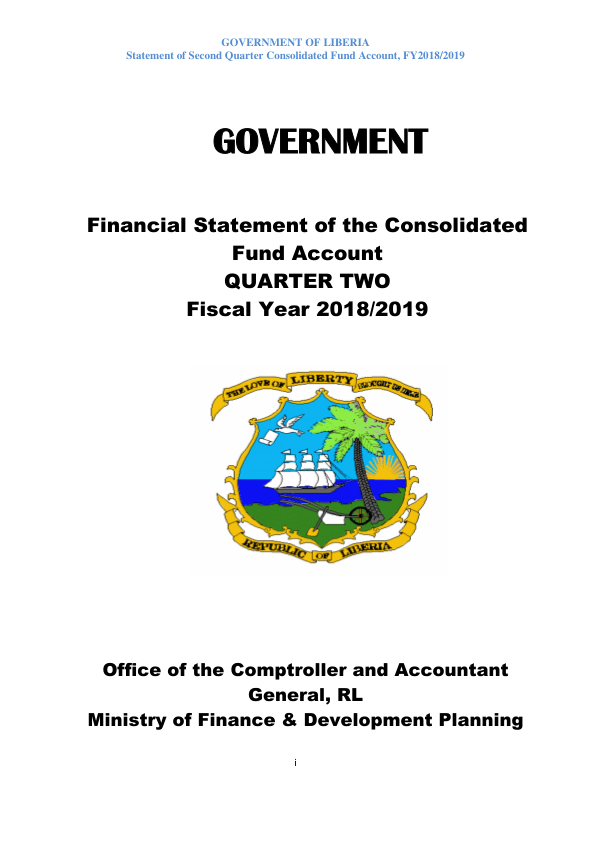 GOVERNMENT OF LIBERIA
Statement of Second Quarter Consolidated Fund Account, FY2018/2019
GOVERNMENT
Financial Statement of the Consolidated
Fund Account
QUARTER TWO
Fiscal Year 2018/2019
THE LOVE OF LIBERTY BROUGHT US HERE
REPUBLIC OF LIBERIA
Office of the Comptroller and Accountant
General, RL
Ministry of Finance & Development Planning
i